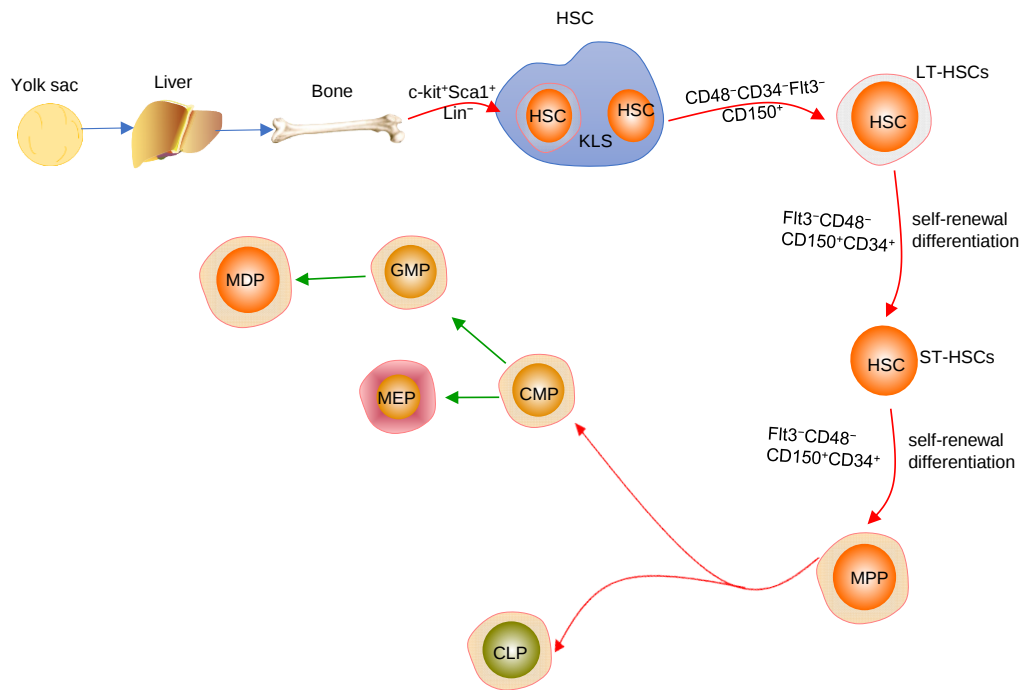 HSC
Yolk sac
Liver
Bone
c-kit⁺Sca1⁺
Lin⁻
HSC
HSC
KLS
CD48⁻CD34⁻Flt3⁻
CD150⁺
LT-HSCs
HSC
Flt3⁻CD48⁻
CD150⁺CD34⁺
self-renewal
differentiation
MDP
GMP
HSC
ST-HSCs
MEP
CMP
Flt3⁻CD48⁻
CD150⁺CD34⁺
self-renewal
differentiation
MPP
CLP